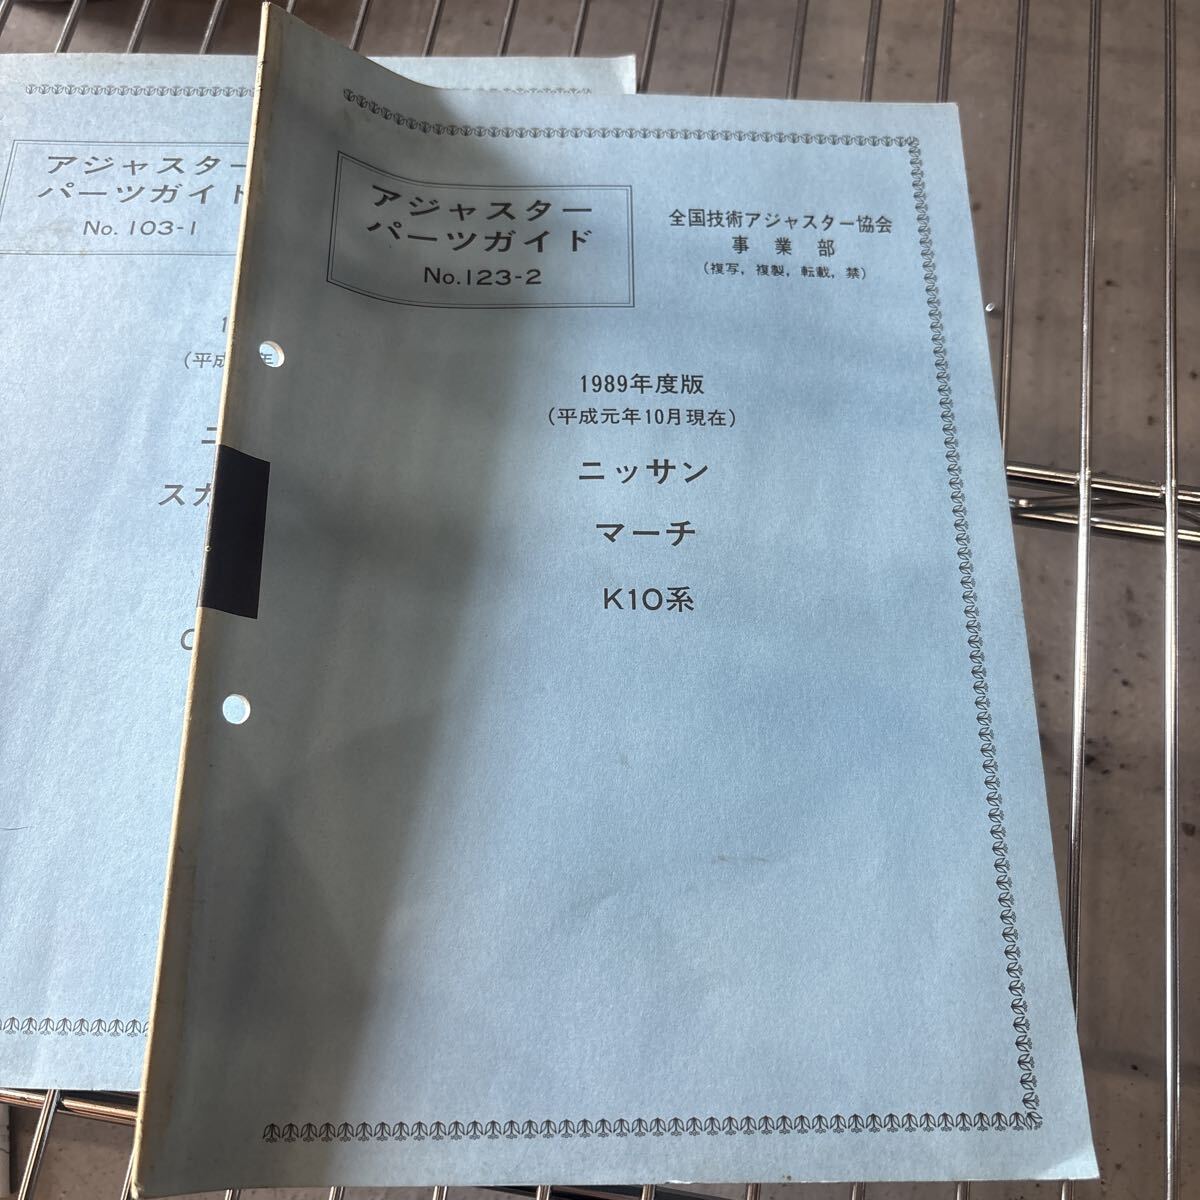 アジャスター
パーツガイド
No.123-2
全国技術アジャスター協会
事業部
(複写，複製，転載，禁)
1989年度版
(平成元年10月現在)
ニッサン
マーチ
K10系
アジャスター
パーツガイド
No. 103-1
(平成
スカ